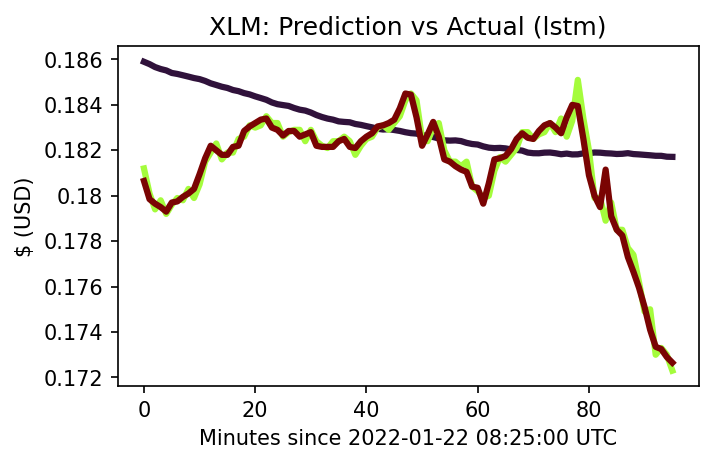 XLM: Prediction vs Actual (lstm)
$ (USD)
0.186
0.184
0.182
0.18
0.178
0.176
0.174
0.172
0 20 40 60 80
Minutes since 2022-01-22 08:25:00 UTC